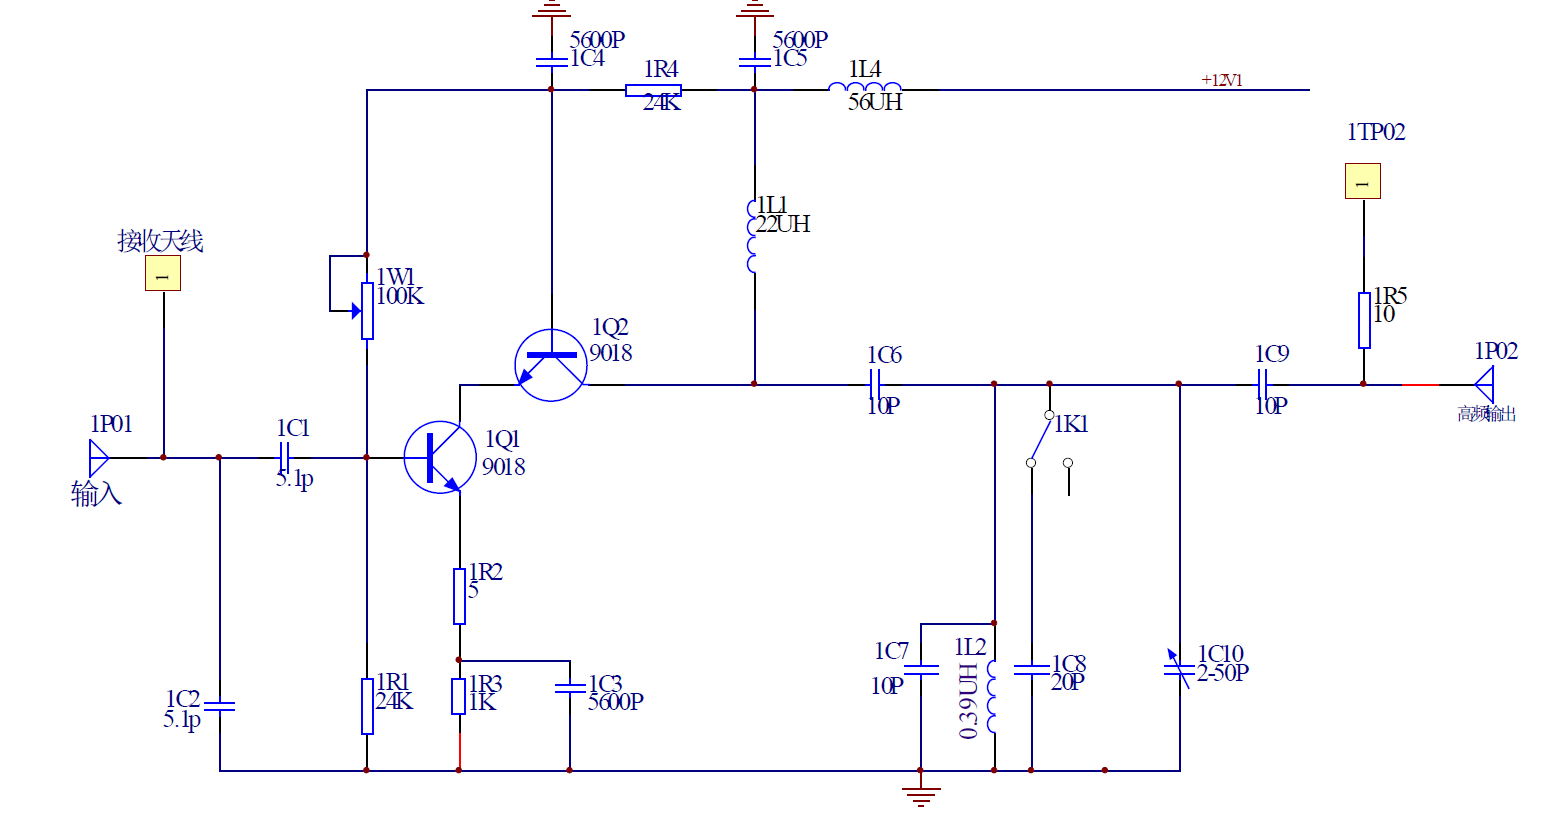 5600P
1C4
5600P
1C5
1R4
24K
1L4
56UH
+12V1
1TP02
1
1L1
22UH
接收天线
1
1W1
100K
1Q2
9018
1R5
10
1C6
10P
1C9
10P
1P02
高频输出
1P01
输入
1C1
5.1p
1Q1
9018
1K1
1R2
5
1C7
10P
1L2
0.39UH
1C8
20P
1C10
2-50P
1C2
5.1p
1R1
24K
1R3
1K
1C3
5600P